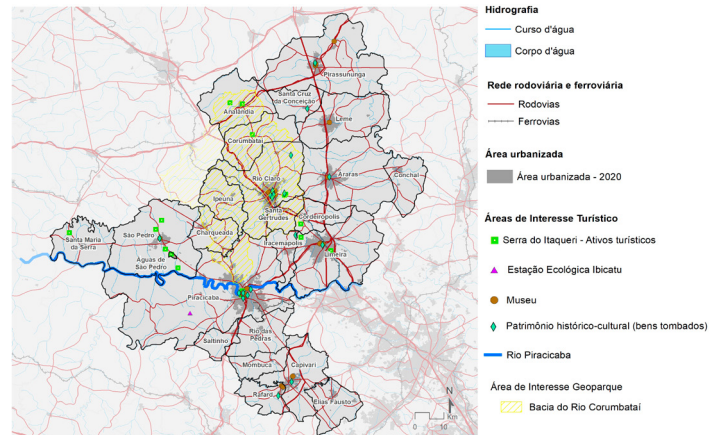 Pirassununga
Santa Cruz
da Conceição
Leme
Analândia
Corumbataí
Rio Claro
Araras
Conchal
Ipeúna
Santa
Gertrudes
Cordeirópolis
Charqueada
Iracemápolis
Limeira
São Pedro
Santa Maria
da Serra
Águas de
São Pedro
Piracicaba
Saltinho
Rio das
Pedras
Mombuca
Capivari
Rafard
Elias Fausto
N
0 10
Km
Hidrografia
Curso d'água
Corpo d'água
Rede rodoviária e ferroviária
Rodovias
Ferrovias
Área urbanizada
Área urbanizada - 2020
Áreas de Interesse Turístico
Serra do Itaqueri - Ativos turísticos
Estação Ecológica Ibicatu
Museu
Patrimônio histórico-cultural (bens tombados)
Rio Piracicaba
Área de Interesse Geoparque
Bacia do Rio Corumbataí